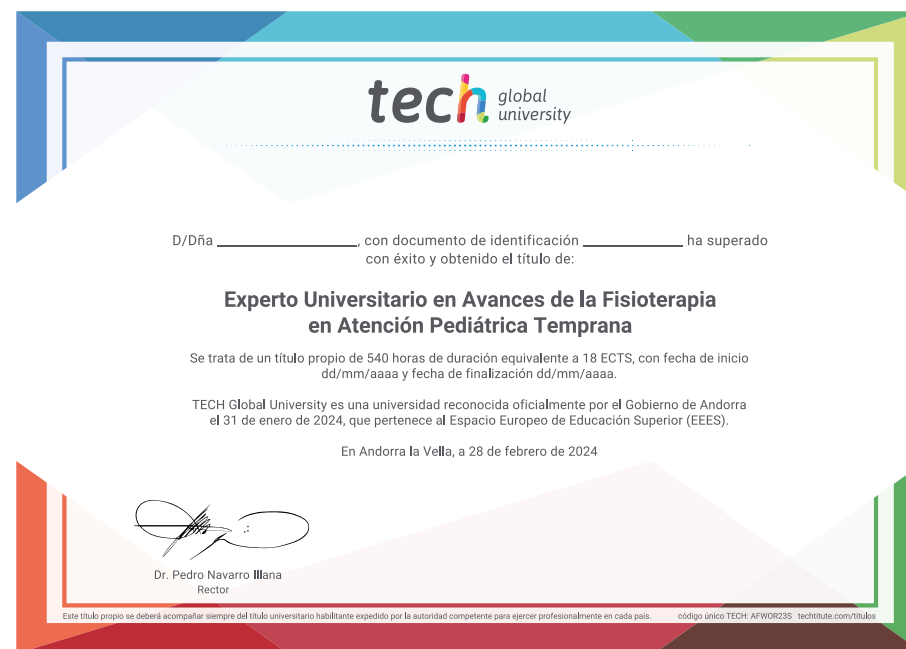 tech global university
D/Dña ____________________, con documento de identificación ______________ ha superado
con éxito y obtenido el título de:
Experto Universitario en Avances de la Fisioterapia
en Atención Pediátrica Temprana
Se trata de un título propio de 540 horas de duración equivalente a 18 ECTS, con fecha de inicio
dd/mm/aaaa y fecha de finalización dd/mm/aaaa.
TECH Global University es una universidad reconocida oficialmente por el Gobierno de Andorra
el 31 de enero de 2024, que pertenece al Espacio Europeo de Educación Superior (EEES).
En Andorra la Vella, a 28 de febrero de 2024
Dr. Pedro Navarro Illana
Rector
Este título propio se deberá acompañar siempre del título universitario habilitante expedido por la autoridad competente para ejercer profesionalmente en cada país. código único TECH: AFWOR23S techtitute.com/titulos